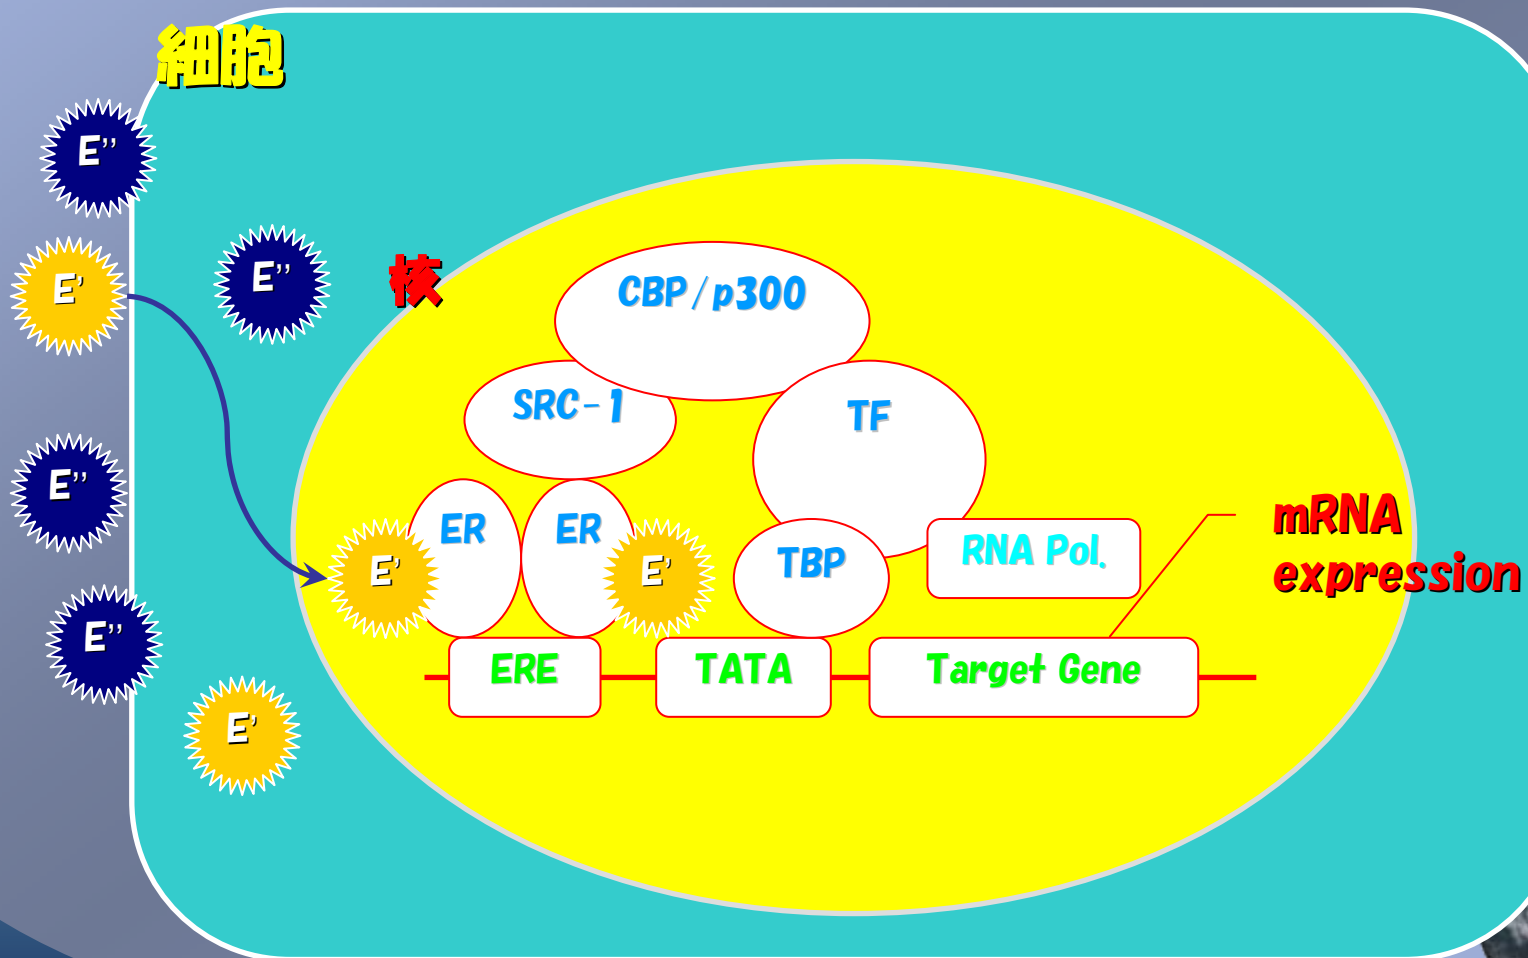 細胞
E’’
E’
E’’
核
CBP/p300
SRC-1
TF
E’’
ER
ER
E’
E’
TBP
RNA Pol.
mRNA
expression
E’’
ERE
TATA
Target Gene
E’